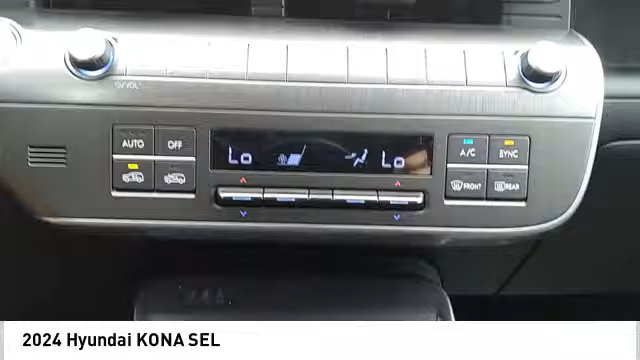 AUTO OFF
Lo Lo
A/C SYNC
FRONT REAR
2024 Hyundai KONA SEL